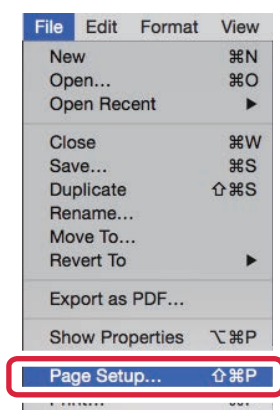 File Edit Format View
New ⌘N
Open... ⌘O
Open Recent ▶
Close ⌘W
Save... ⌘S
Duplicate ⇧⌘S
Rename...
Move To...
Revert To ▶
Export as PDF...
Show Properties ⌥⌘P
Page Setup... ⇧⌘P